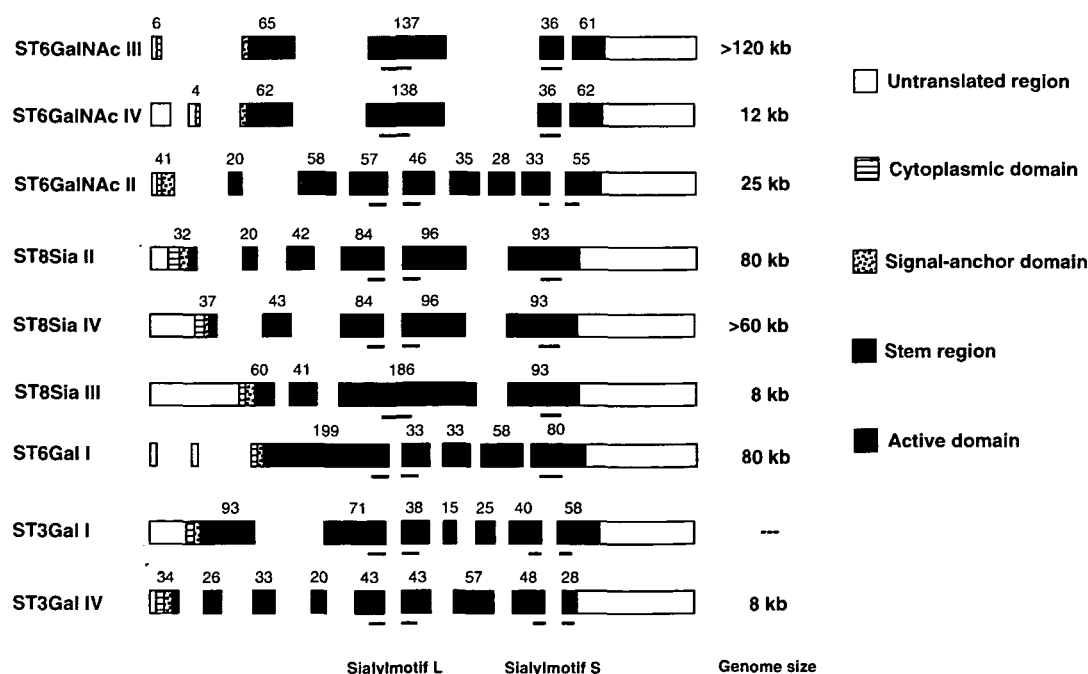 6 65 137 36 61
ST6GalNAc III >120 kb
4 62 138 36 62
ST6GalNAc IV 12 kb
41 20 58 57 46 35 28 33 55
ST6GalNAc II 25 kb
32 20 42 84 96 93
ST8Sia II 80 kb
37 43 84 96 93
ST8Sia IV >60 kb
60 41 186 93
ST8Sia III 8 kb
199 33 33 58 80
ST6Gal I 80 kb
93 71 38 15 25 40 58
ST3Gal I ---
34 26 33 20 43 43 57 48 28
ST3Gal IV 8 kb
Sialylmotif L Sialylmotif S Genome size
Untranslated region
Cytoplasmic domain
Signal-anchor domain
Stem region
Active domain